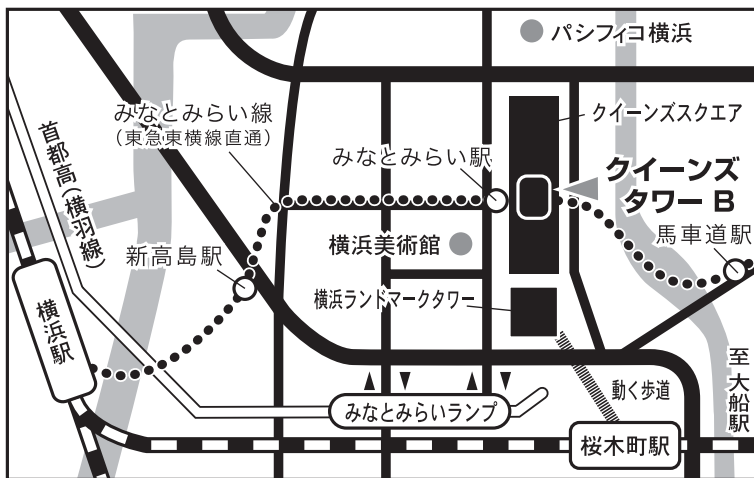 パシフィコ横浜
クイーンズスクエア
みなとみらい線
(東急東横線直通)
みなとみらい駅
クイーンズ
タワー B
首都高(横羽線)
馬車道駅
横浜美術館
新高島駅
横浜ランドマークタワー
横浜駅
至 大船駅
動く歩道
みなとみらいランプ
桜木町駅